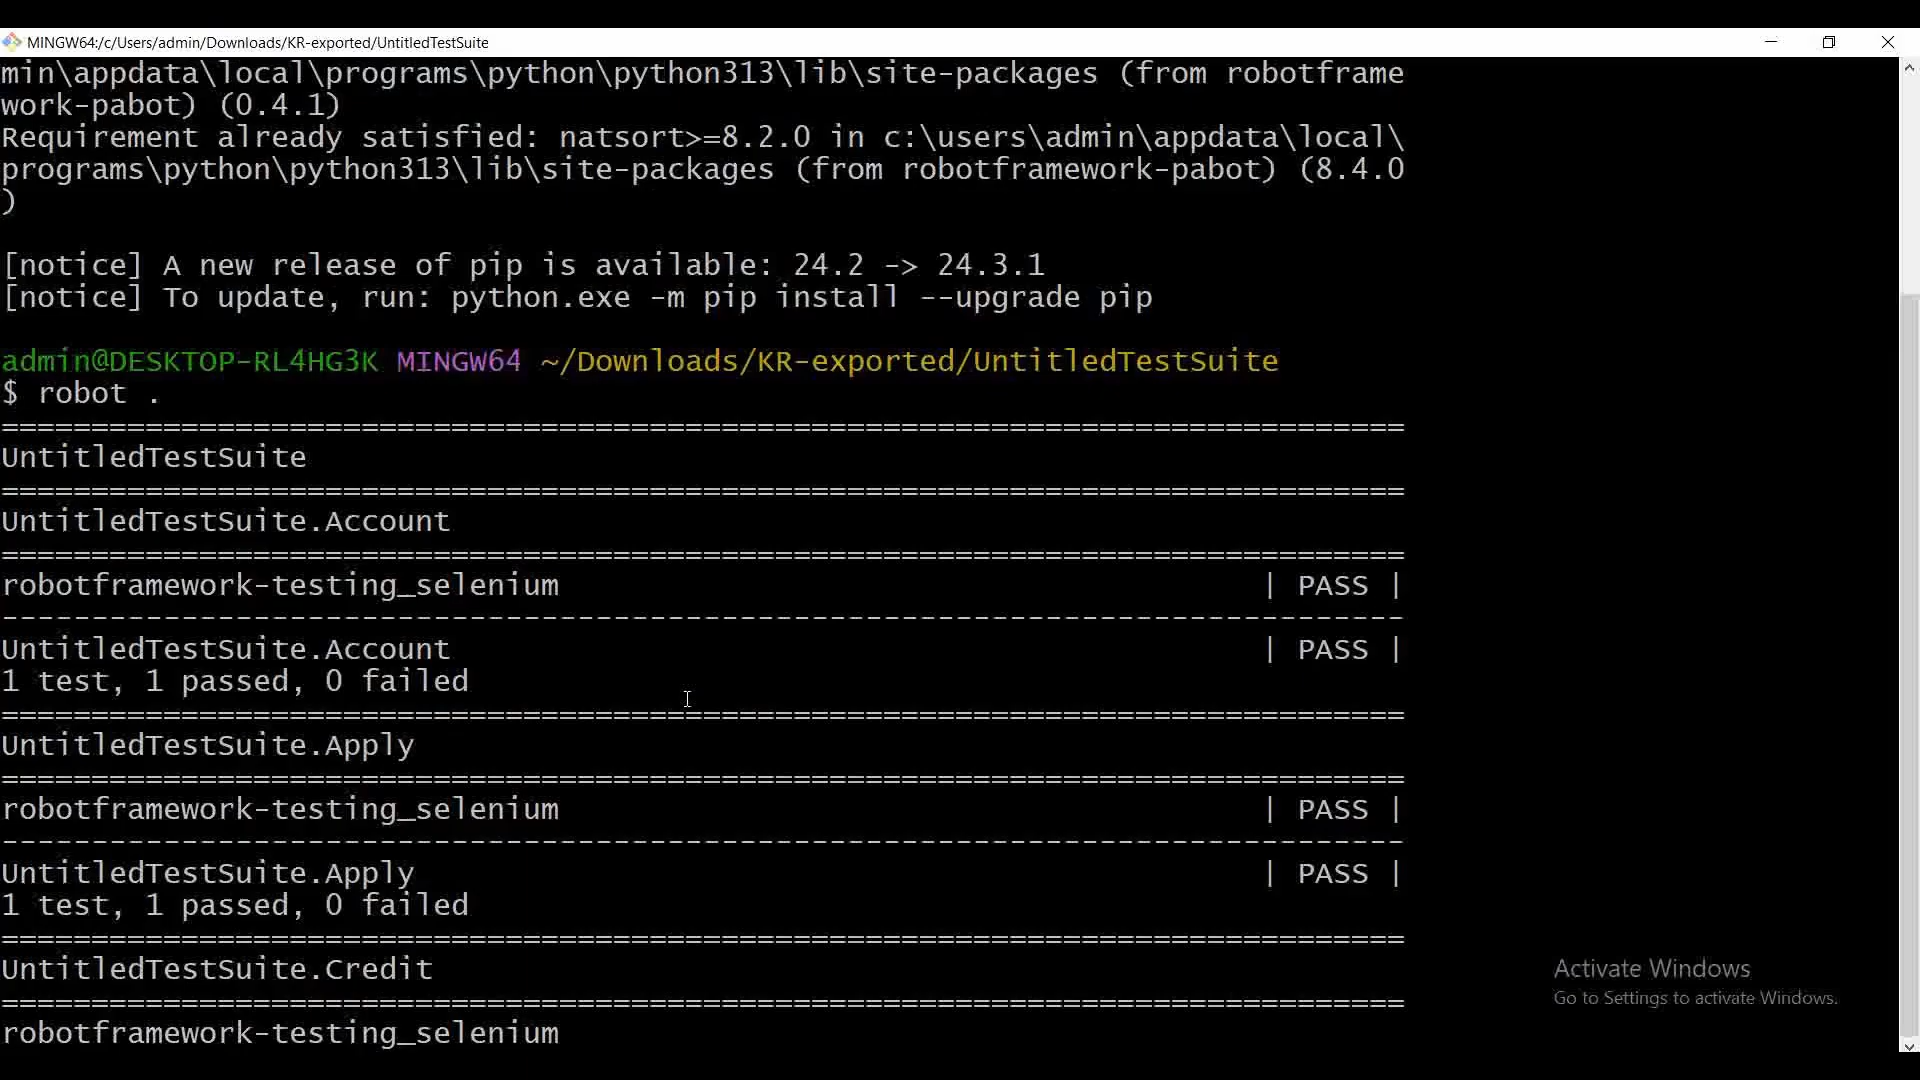 MINGW64:/c/Users/admin/Downloads/KR-exported/UntitledTestSuite
min\appdata\local\programs\python\python313\lib\site-packages (from robotframe
work-pabot) (0.4.1)
Requirement already satisfied: natsort>=8.2.0 in c:\users\admin\appdata\local\
programs\python\python313\lib\site-packages (from robotframework-pabot) (8.4.0
)
[notice] A new release of pip is available: 24.2 -> 24.3.1
[notice] To update, run: python.exe -m pip install --upgrade pip
admin@DESKTOP-RL4HG3K MINGW64 ~/Downloads/KR-exported/UntitledTestSuite
$ robot .
==============================================================================
UntitledTestSuite
==============================================================================
UntitledTestSuite.Account
==============================================================================
robotframework-testing_selenium | PASS |
------------------------------------------------------------------------------
UntitledTestSuite.Account | PASS |
1 test, 1 passed, 0 failed
==============================================================================
UntitledTestSuite.Apply
==============================================================================
robotframework-testing_selenium | PASS |
------------------------------------------------------------------------------
UntitledTestSuite.Apply | PASS |
1 test, 1 passed, 0 failed
==============================================================================
UntitledTestSuite.Credit
==============================================================================
robotframework-testing_selenium
Activate Windows
Go to Settings to activate Windows.